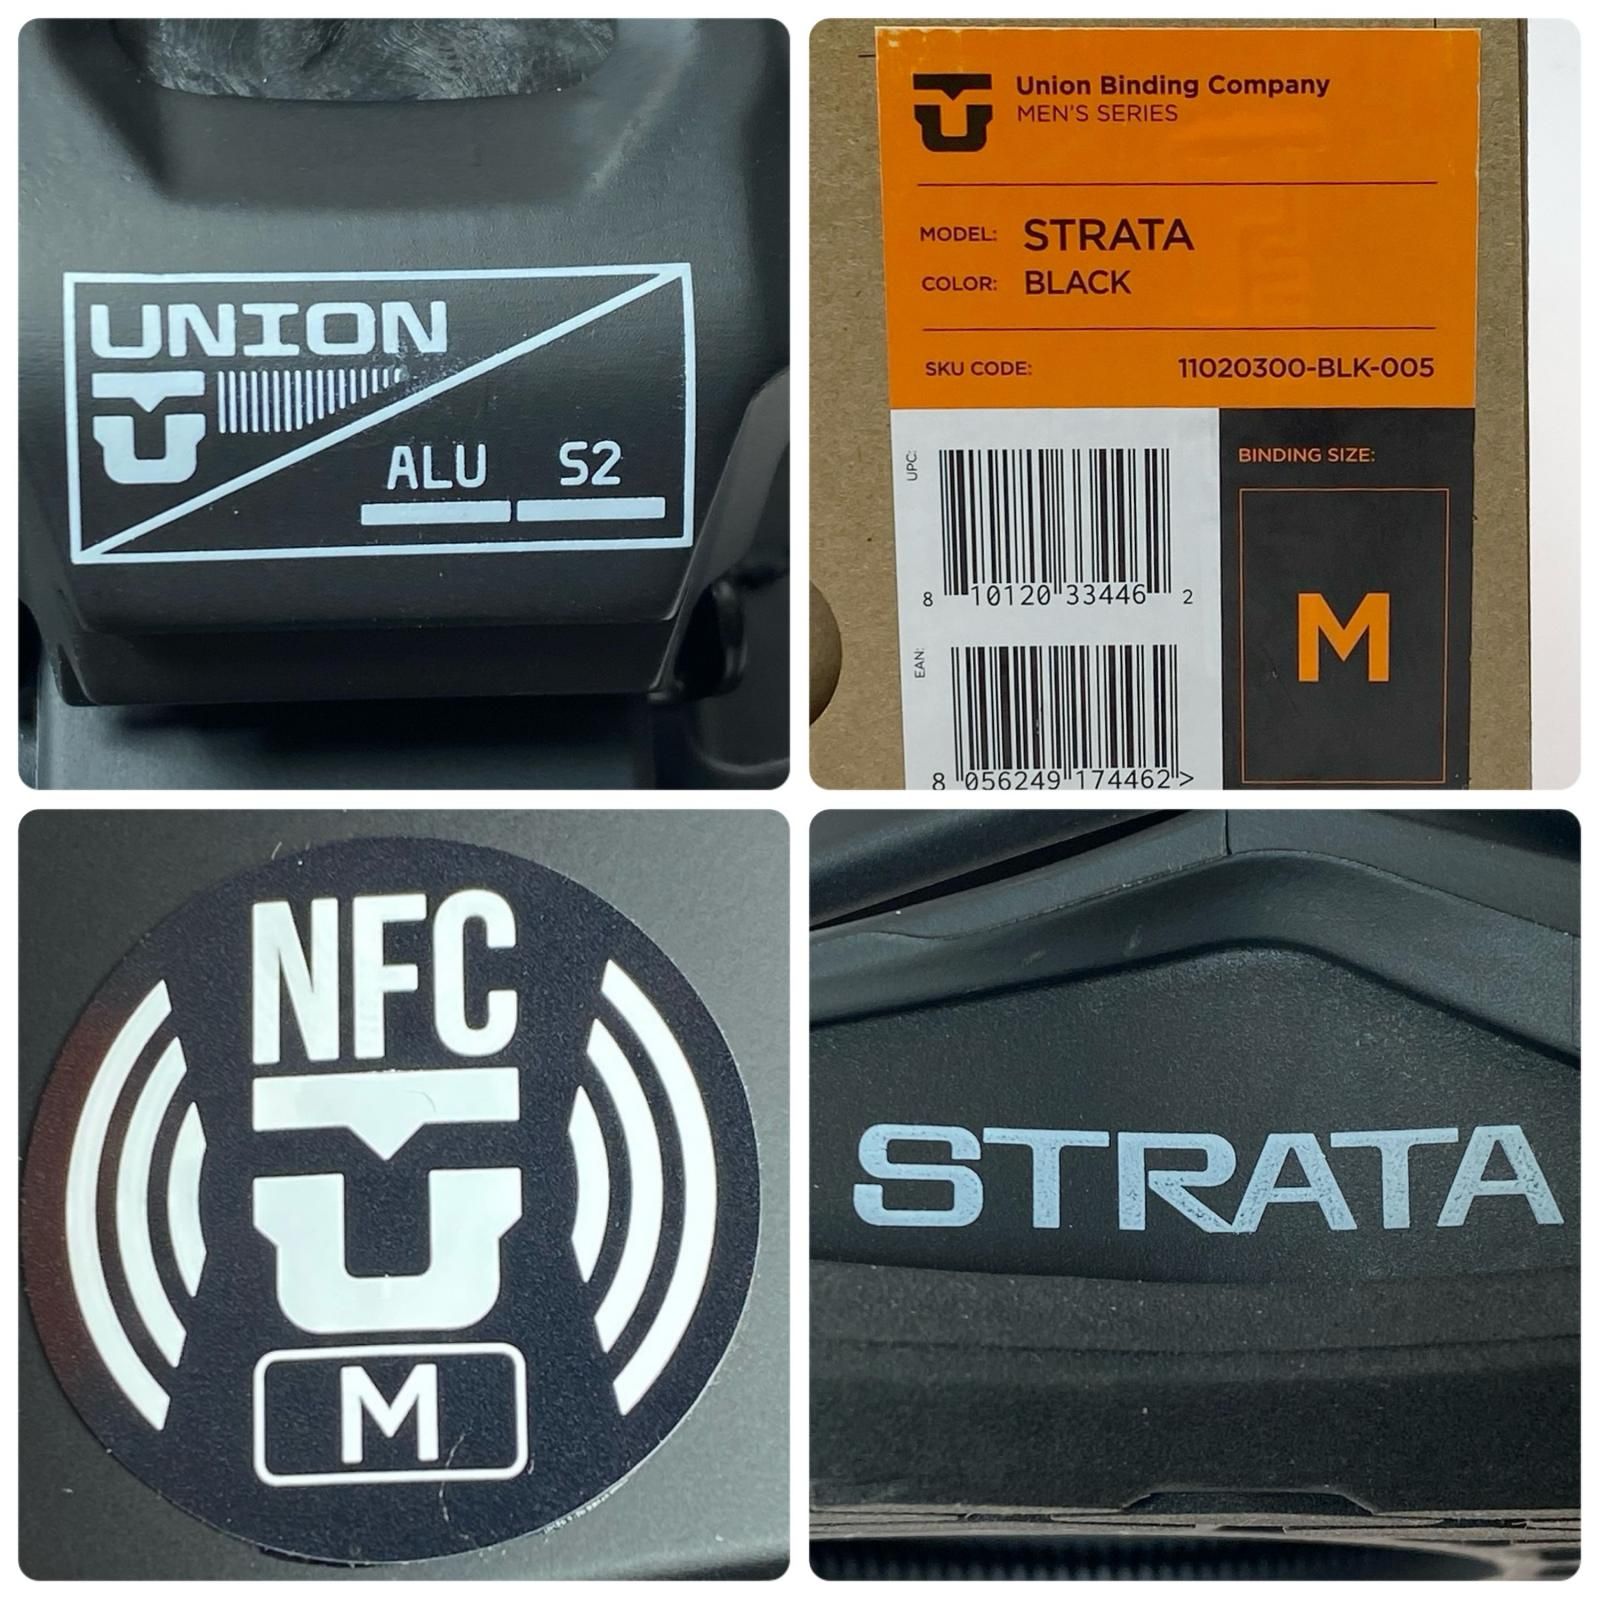 UNION
ALU S2
Union Binding Company
MEN'S SERIES
MODEL: STRATA
COLOR: BLACK
SKU CODE: 11020300-BLK-005
UPC:
8 10120 33446 2
EAN:
8 056249 174462>
BINDING SIZE:
M
NFC
M
STRATA